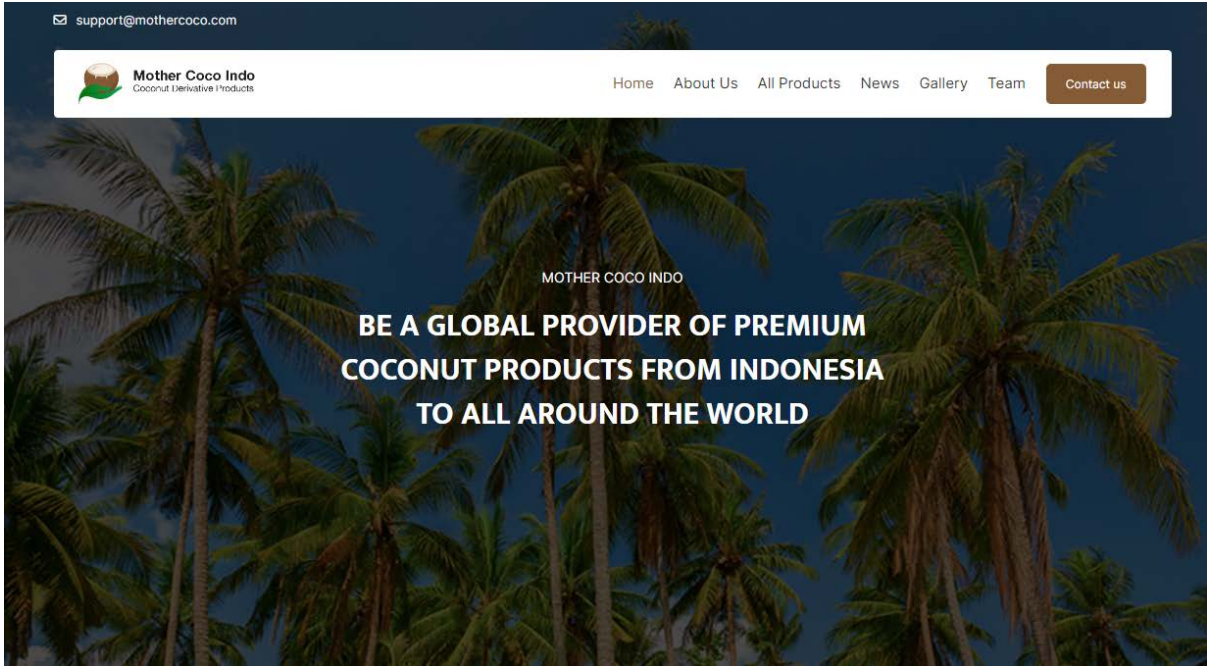 support@mothercoco.com
Mother Coco Indo
Coconut Derivative Products
Home About Us All Products News Gallery Team Contact us
MOTHER COCO INDO
BE A GLOBAL PROVIDER OF PREMIUM
COCONUT PRODUCTS FROM INDONESIA
TO ALL AROUND THE WORLD